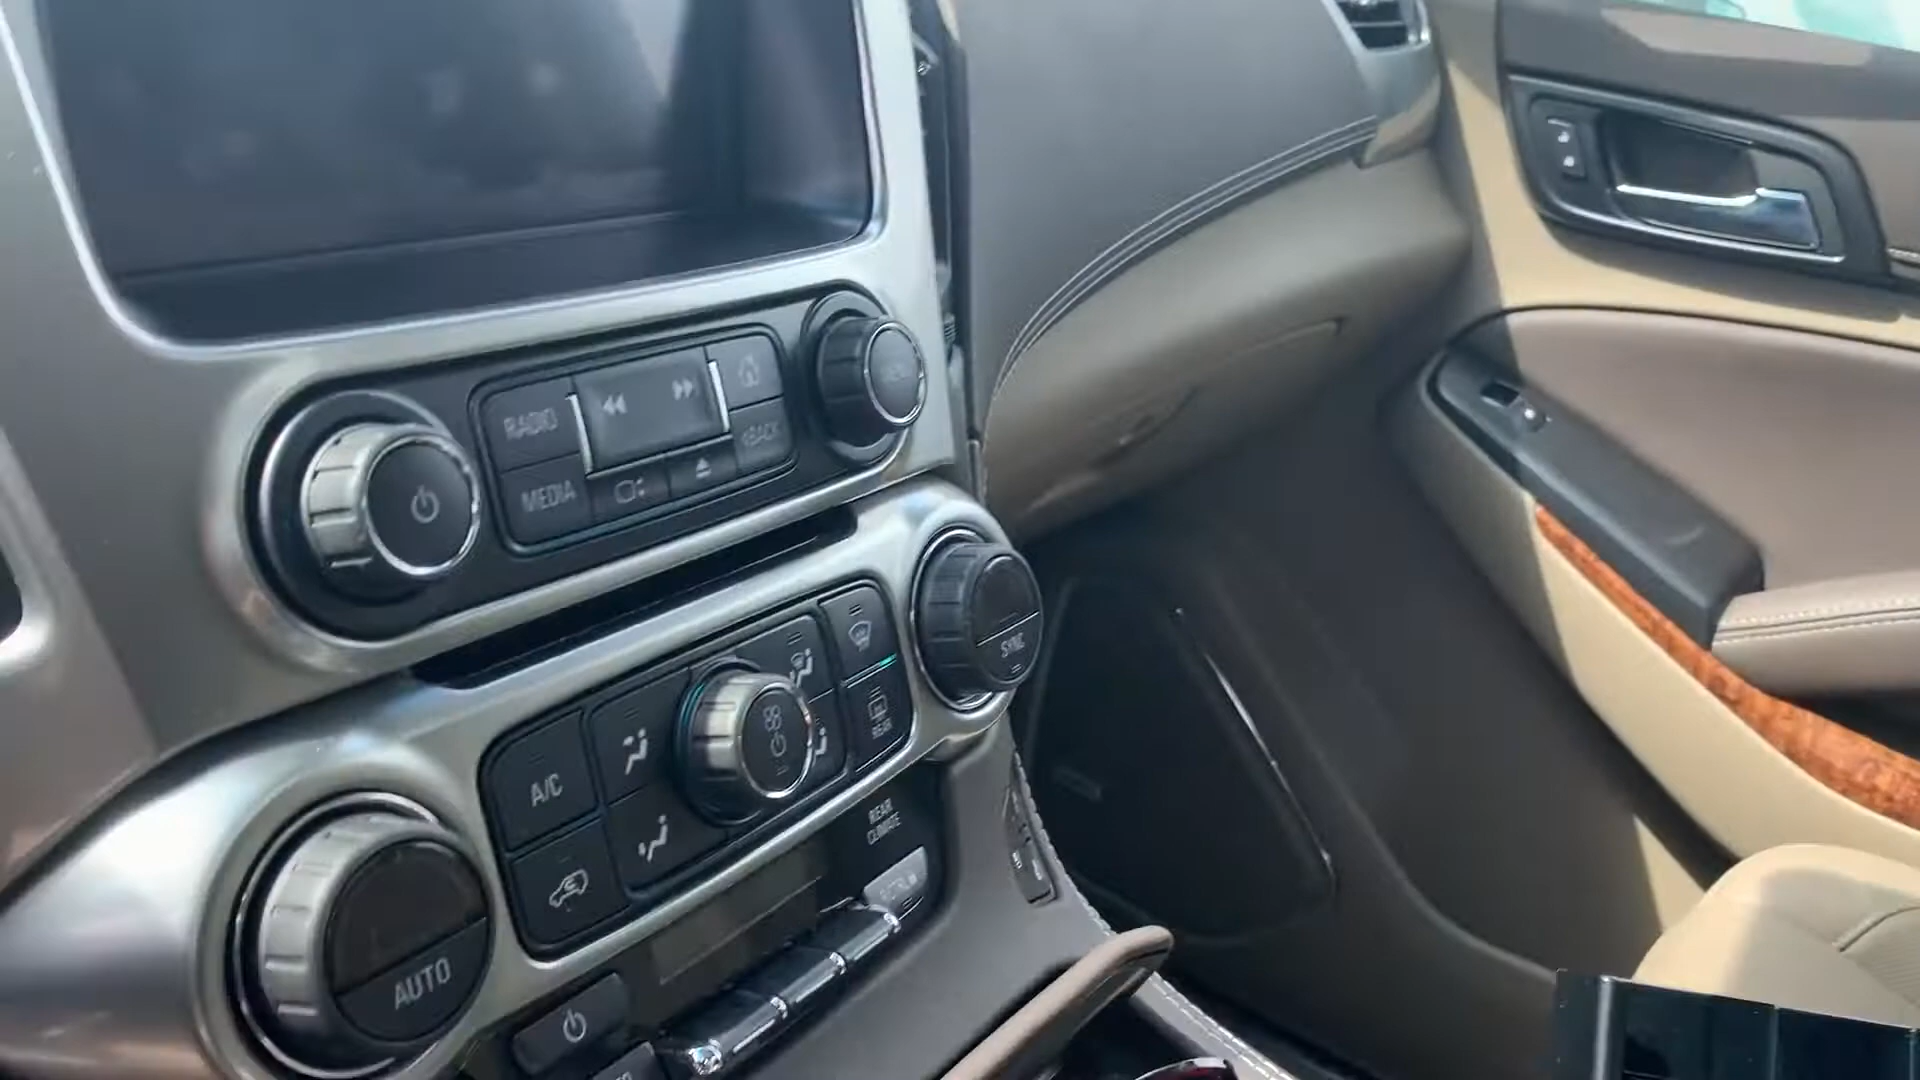 RADIO
MEDIA
BACK
SYNC
REAR
A/C
REAR
CLIMATE
AUTO